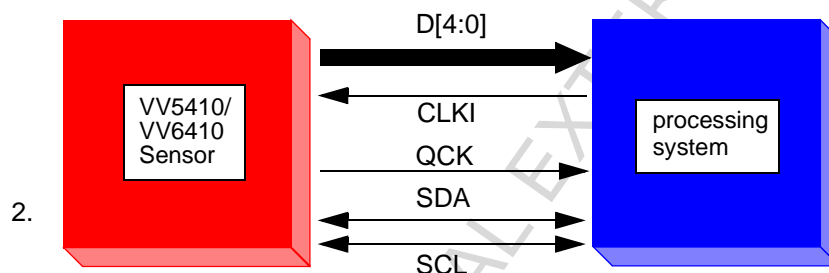 D[4:0]
VV5410/
VV6410
Sensor
CLKI
processing
system
QCK
SDA
2.
SCL